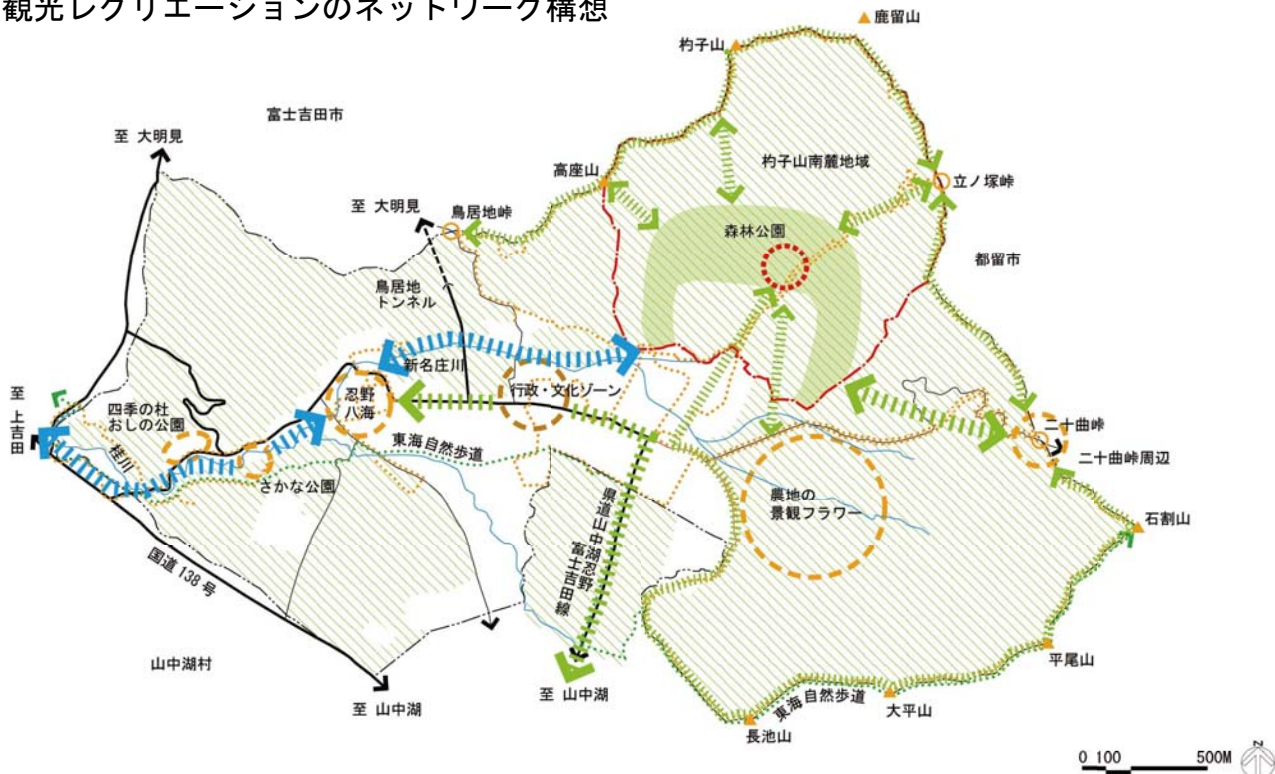 観光レクリエーションのネットワーク構想
鹿留山
杓子山
富士吉田市
至 大明見
杓子山南麓地域
高座山
立ノ塚峠
至 大明見
鳥居地峠
森林公園
都留市
鳥居地
トンネル
新名庄川
行政・文化ゾーン
忍野
八海
至 上吉田
四季の杜
おしの公園
桂川
東海自然歩道
さかな公園
二十曲峠
二十曲峠周辺
農地の
景観フラワー
石割山
県道山中湖忍野
富士吉田線
国道138号
山中湖村
平尾山
至 山中湖
至 山中湖
東海自然歩道
大平山
長池山
0 100 500M
N